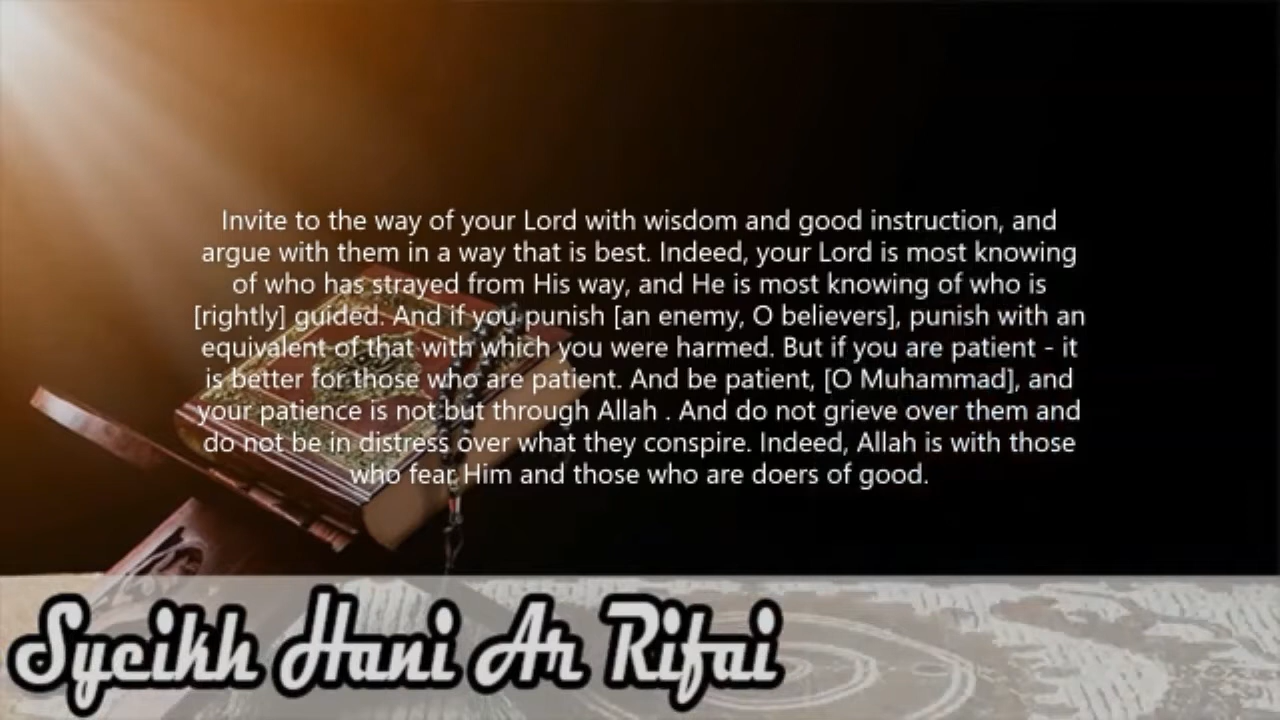 Invite to the way of your Lord with wisdom and good instruction, and
argue with them in a way that is best. Indeed, your Lord is most knowing
of who has strayed from His way, and He is most knowing of who is
[rightly] guided. And if you punish [an enemy, O believers], punish with an
equivalent of that with which you were harmed. But if you are patient - it
is better for those who are patient. And be patient, [O Muhammad], and
your patience is not but through Allah . And do not grieve over them and
do not be in distress over what they conspire. Indeed, Allah is with those
who fear Him and those who are doers of good.
Syeikh Hani Ar Rifai